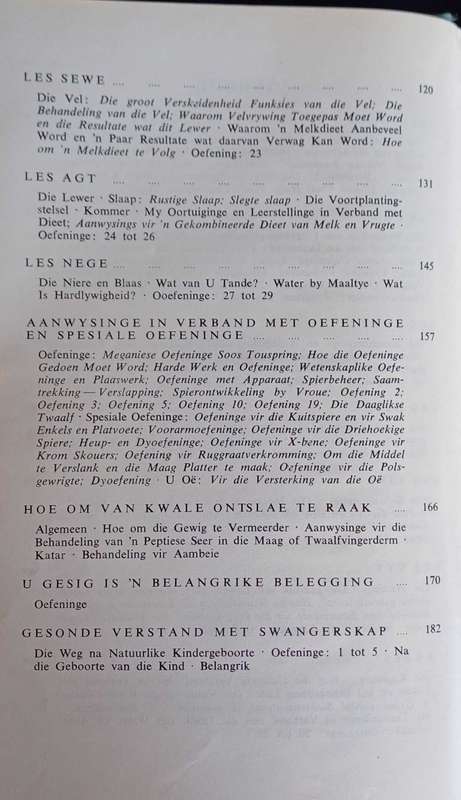 LES SEWE .... .... .... .... .... .... .... .... .... 120
Die Vel: Die groot Verskeidenheid Funksies van die Vel; Die
Behandeling van die Vel; Waarom Velvrywing Toegepas Moet Word
en die Resultate wat dit Lewer · Waarom 'n Melkdieet Aanbeveel
Word en 'n Paar Resultate wat daarvan Verwag Kan Word: Hoe
om 'n Melkdieet te Volg · Oefening: 23
LES AGT .... .... .... .... .... .... .... .... .... 131
Die Lewer · Slaap: Rustige Slaap; Slegte slaap · Die Voortplanting-
stelsel · Kommer · My Oortuiginge en Leerstellinge in Verband met
Dieet; Aanwysings vir 'n Gekombineerde Dieet van Melk en Vrugte ·
Oefeninge: 24 tot 26
LES NEGE .... .... .... .... .... .... .... .... .... 145
Die Niere en Blaas · Wat van U Tande? · Water by Maaltye · Wat
Is Hardlywigheid? · Ooefeninge: 27 tot 29
AANWYSINGE IN VERBAND MET OEFENINGE
EN SPESIALE OEFENINGE .... .... .... .... .... 157
Oefeninge: Meganiese Oefeninge Soos Touspring; Hoe die Oefeninge
Gedoen Moet Word; Harde Werk en Oefeninge; Wetenskaplike Oefe-
ninge en Plaaswerk; Oefeninge met Apparaat; Spierbeheer; Saam-
trekking — Verslapping; Spierontwikkeling by Vroue; Oefening 2;
Oefening 3; Oefening 5; Oefening 10; Oefening 19; Die Daaglikse
Twaalf · Spesiale Oefeninge: Oefeninge vir die Kuitspiere en vir Swak
Enkels en Platvoete; Voorarmoefeninge; Oefeninge vir die Driehoekige
Spiere; Heup- en Dyoefeninge; Oefeninge vir X-bene; Oefeninge vir
Krom Skouers; Oefening vir Ruggraatverkromming; Om die Middel
te Verslank en die Maag Platter te maak; Oefeninge vir die Pols-
gewrigte; Dyoefening · U Oë: Vir die Versterking van die Oë
HOE OM VAN KWALE ONTSLAE TE RAAK .... 166
Algemeen · Hoe om die Gewig te Vermeerder · Aanwysinge vir die
Behandeling van 'n Peptiese Seer in die Maag of Twaalfvingerderm ·
Katar · Behandeling vir Aambeie
U GESIG IS 'N BELANGRIKE BELEGGING .... 170
Oefeninge
GESONDE VERSTAND MET SWANGERSKAP .... 182
Die Weg na Natuurlike Kindergeboorte · Oefeninge: 1 tot 5 · Na
die Geboorte van die Kind · Belangrik